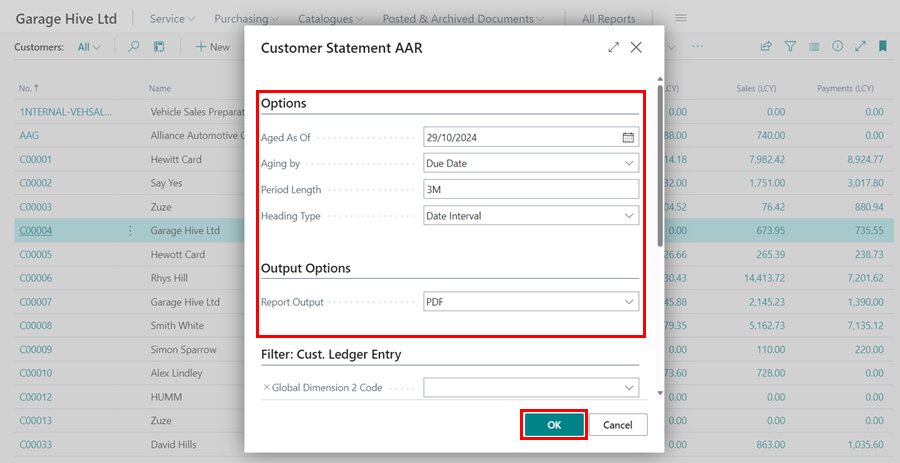 Garage Hive Ltd Service Purchasing Catalogues Posted & Archived Documents All Reports
Customers: All + New
Customer Statement AAR
No. ↑ Name (LCY) Sales (LCY) Payments (LCY)
1NTERNAL-VEHSAL... Vehicle Sales Preparat 0.00 0.00
AAG Alliance Automotive G 88.00 740.00 0.00
C00001 Hewitt Card 14.18 7,982.42 8,924.77
C00002 Say Yes 32.00 1,751.00 3,017.80
C00003 Zuze 04.52 76.42 880.94
C00004 Garage Hive Ltd 0.00 673.95 735.55
C00005 Hewott Card 26.66 265.39 238.73
C00006 Rhys Hill 30.43 14,413.72 7,201.62
C00007 Garage Hive Ltd 45.88 2,145.23 1,390.00
C00008 Smith White 79.35 5,162.73 7,135.12
C00009 Simon Sparrow 110.00 220.00
C00010 Alex Lindley 73.60 728.00 0.00
C00012 HUMM 0.00 0.00 0.00
C00013 Zuze 0.00 0.00 0.00
C00033 David Hills 863.00 1,035.60
Options
Aged As Of 29/10/2024
Aging by Due Date
Period Length 3M
Heading Type Date Interval
Output Options
Report Output PDF
Filter: Cust. Ledger Entry
× Global Dimension 2 Code
OK Cancel